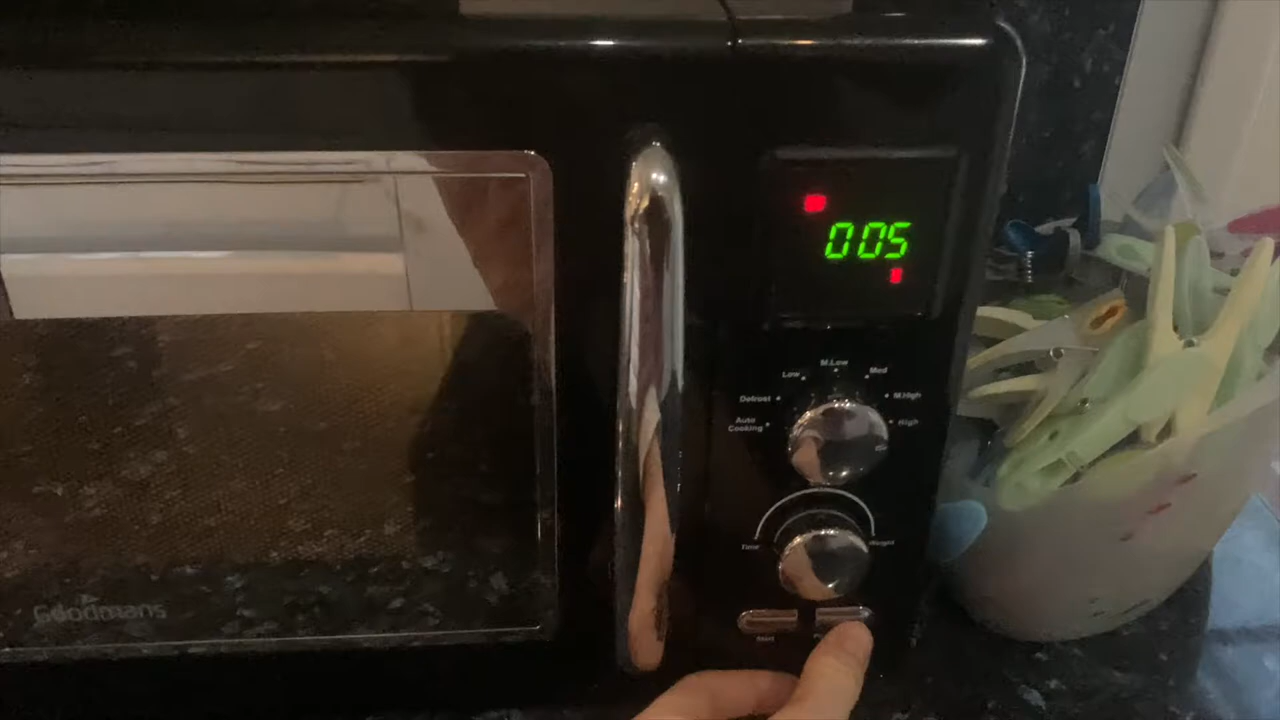 005
M.Low
Low
Med
Defrost
M.High
Auto
Cooking
High
Time
Weight
Start
Goodmans